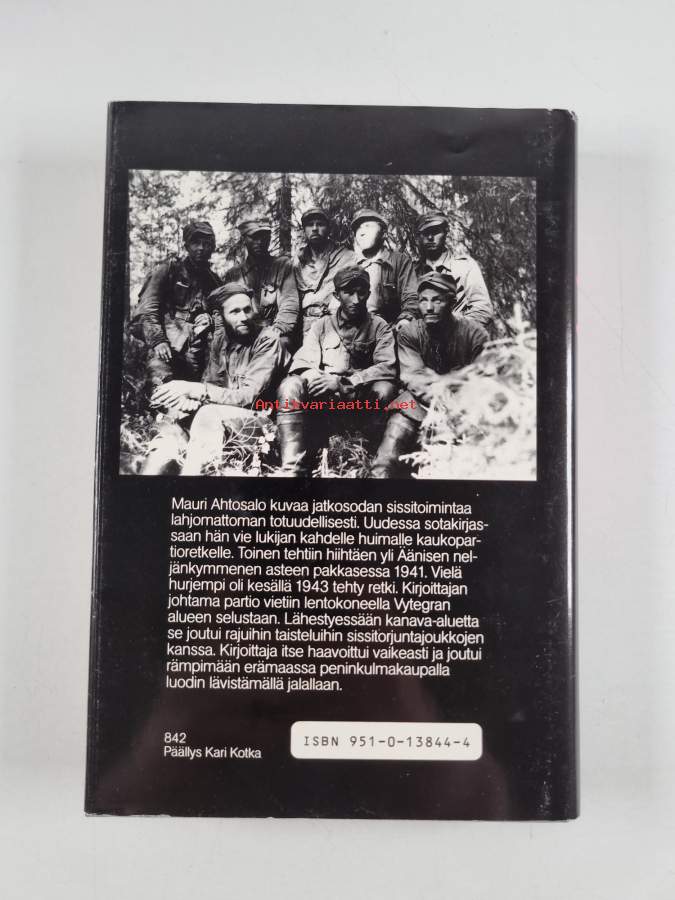 Antikvariaatti.net
Mauri Ahtosalo kuvaa jatkosodan sissitoimintaa
lahjomattoman totuudellisesti. Uudessa sotakirjas-
saan hän vie lukijan kahdelle huimalle kaukopar-
tioretkelle. Toinen tehtiin hiihtäen yli Äänisen nel-
jänkymmenen asteen pakkasessa 1941. Vielä
hurjempi oli kesällä 1943 tehty retki. Kirjoittajan
johtama partio vietiin lentokoneella Vytegran
alueen selustaan. Lähestyessään kanava-aluetta
se joutui rajuihin taisteluihin sissitorjuntajoukkojen
kanssa. Kirjoittaja itse haavoittui vaikeasti ja joutui
rämpimään erämaassa peninkulmakaupalla
luodin lävistämällä jalallaan.
842
Päällys Kari Kotka
ISBN 951-0-13844-4